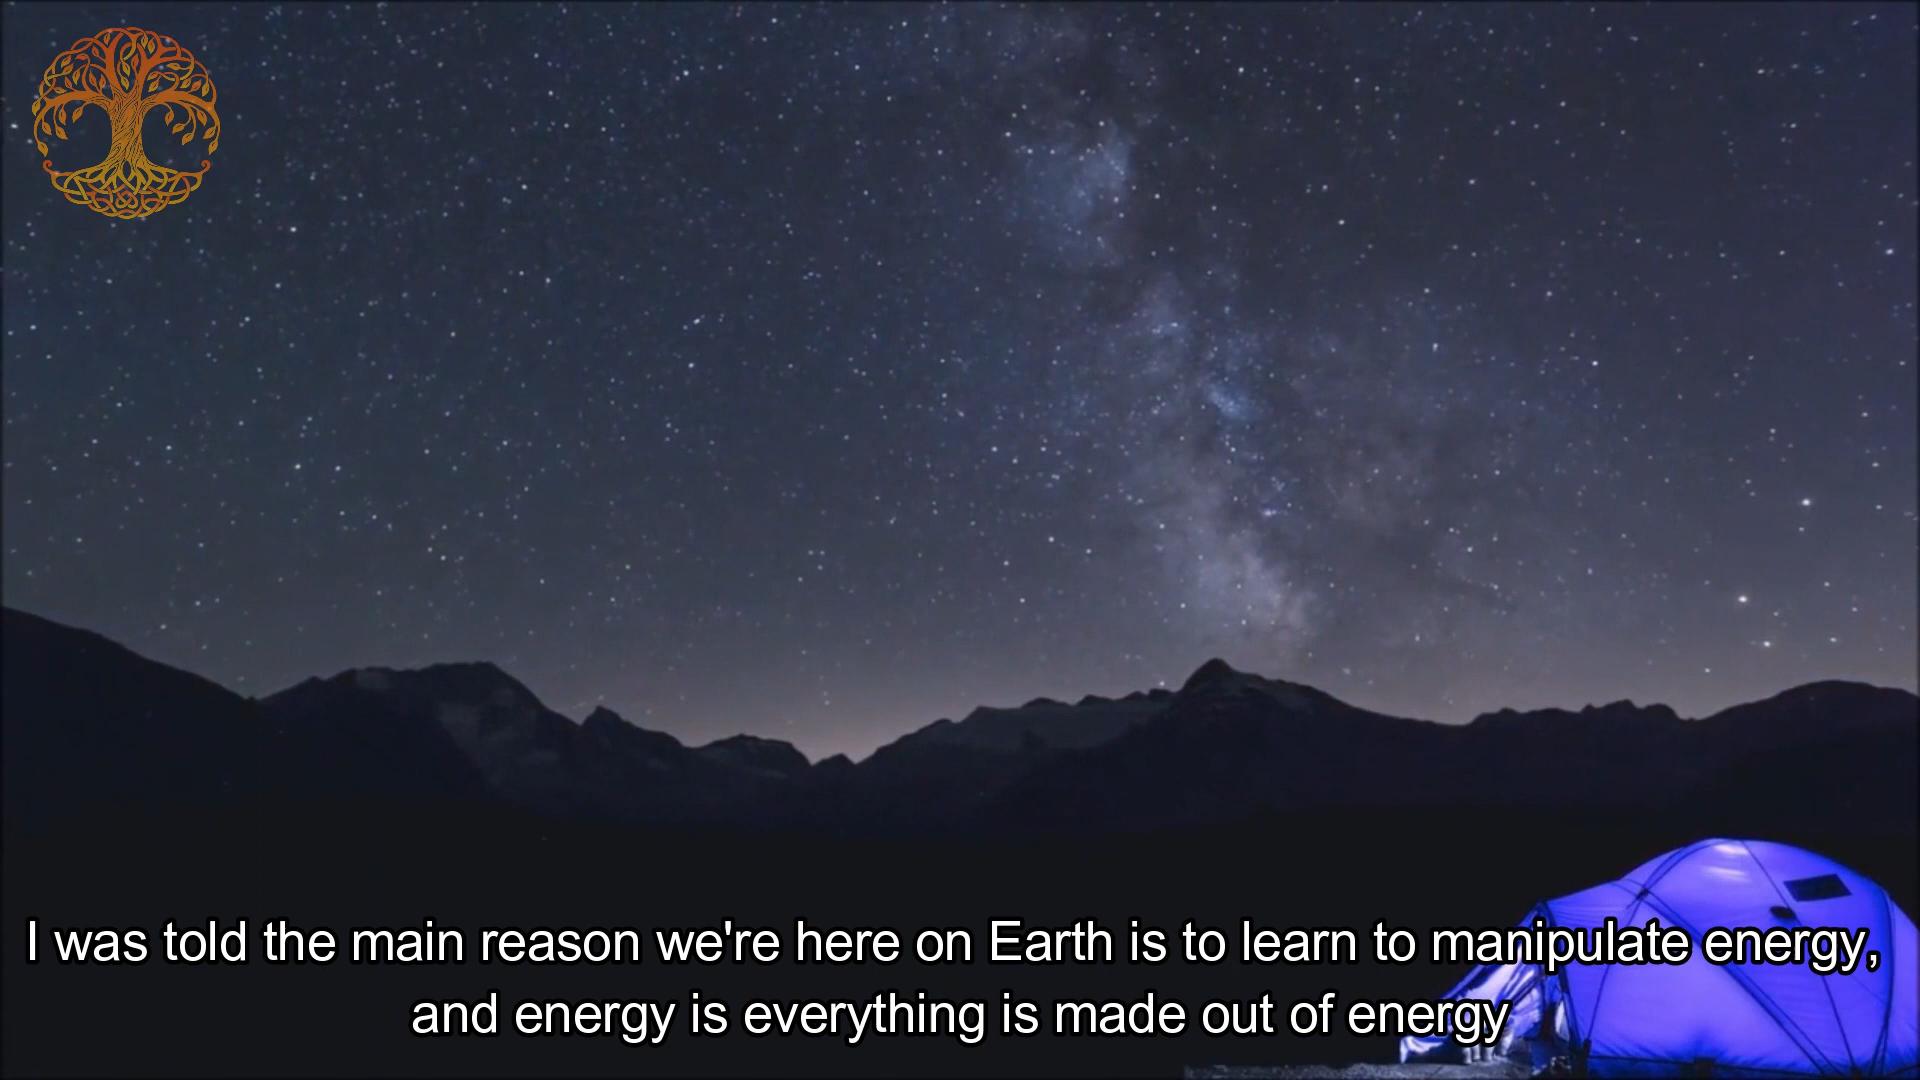 I was told the main reason we're here on Earth is to learn to manipulate energy,
and energy is everything is made out of energy